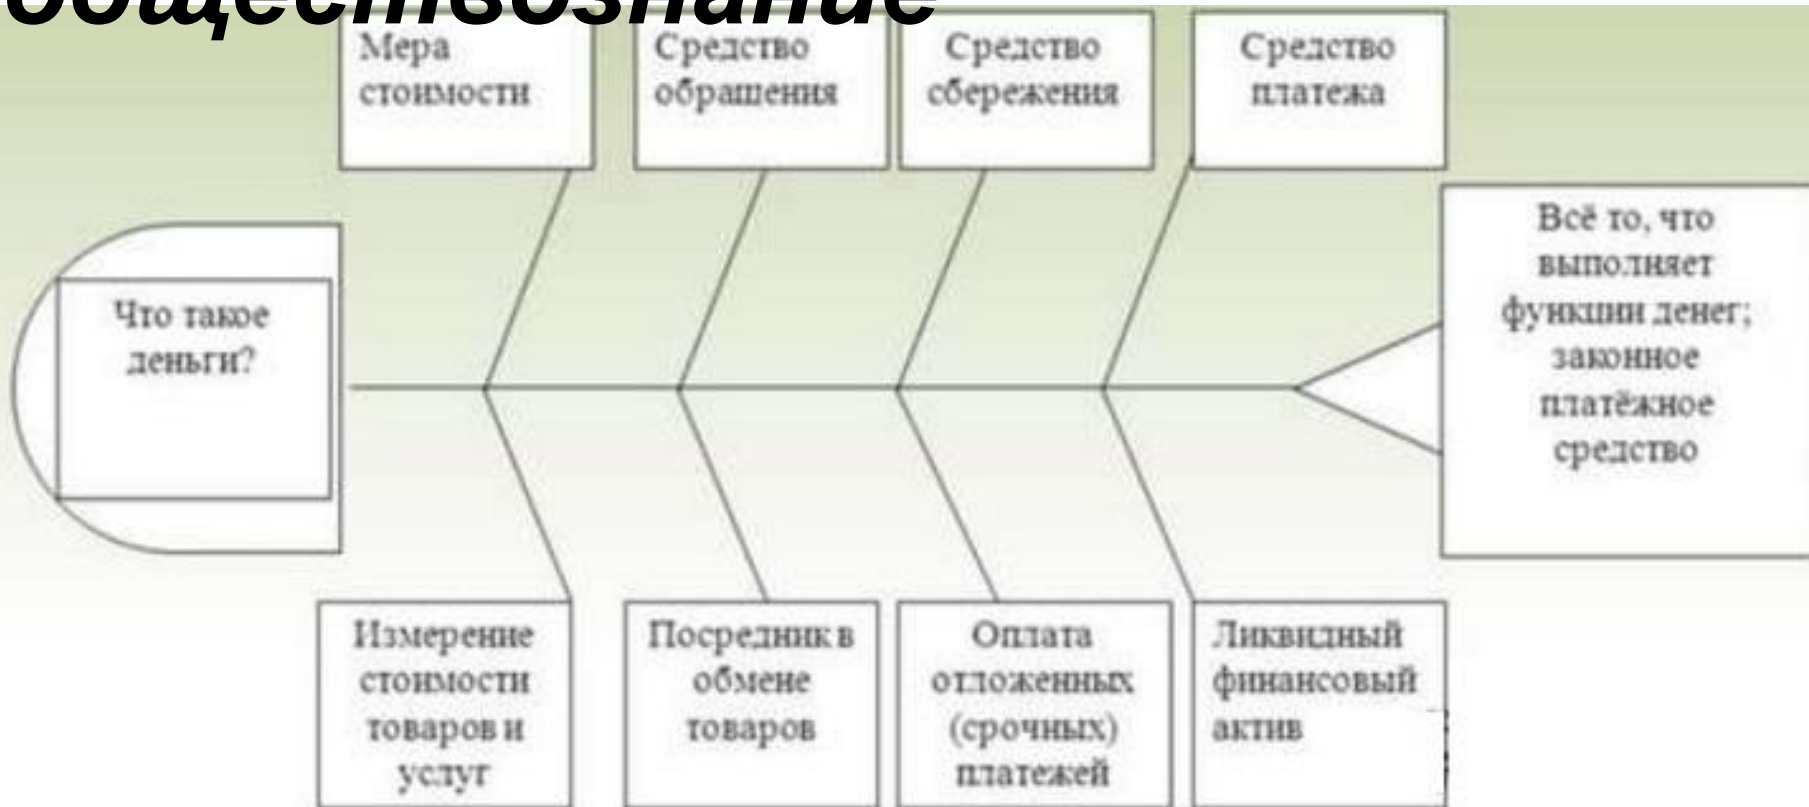 обществознание
Мера
стоимости
Средство
обращения
Средство
сбережения
Средство
платежа
Что такое
деньги?
Всё то, что
выполняет
функции денег;
законное
платёжное
средство
Измерение
стоимости
товаров и
услуг
Посредник в
обмене
товаров
Оплата
отложенных
(срочных)
платежей
Ликвидный
финансовый
актив